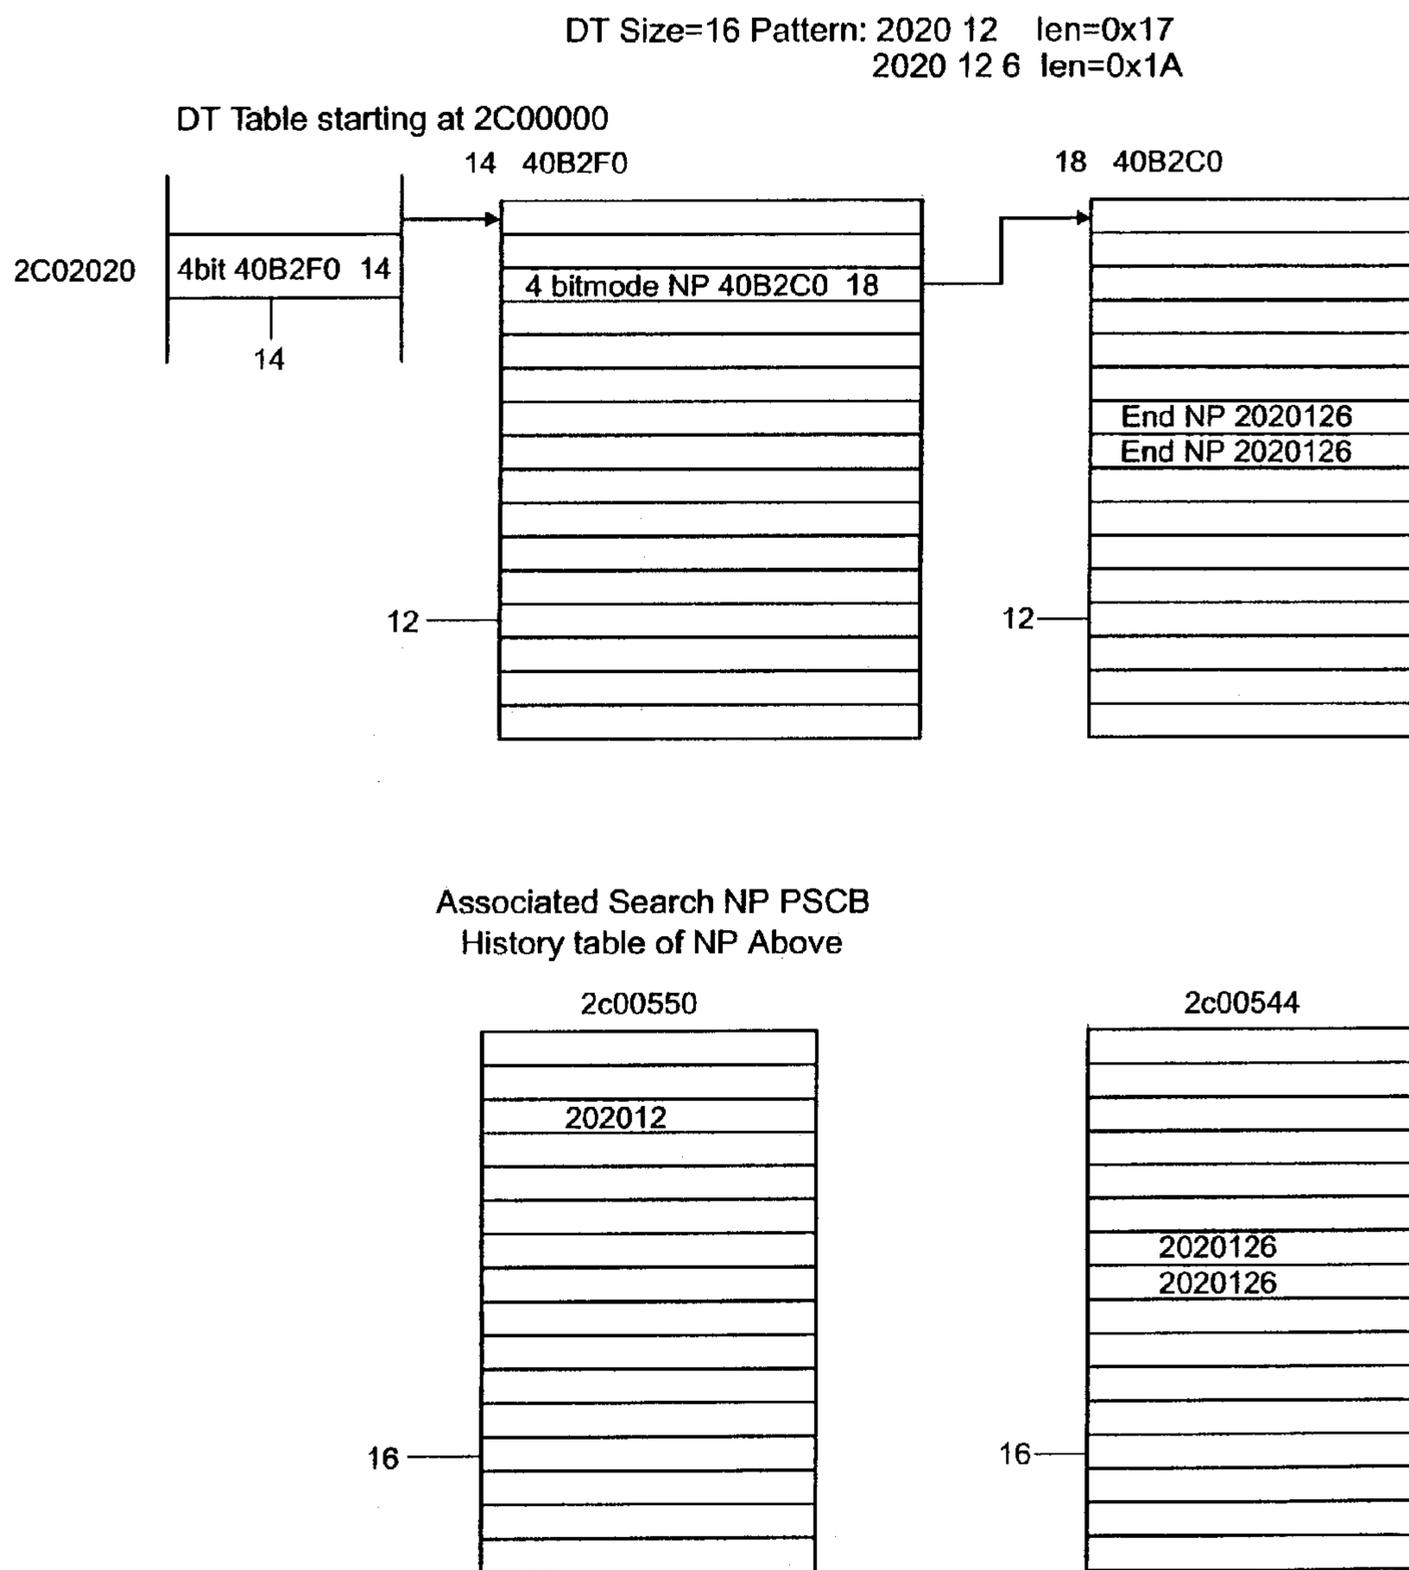 DT Size=16 Pattern: 2020 12 len=0x17
2020 12 6 len=0x1A
DT Table starting at 2C00000
14 40B2F0
18 40B2C0
2C02020
4bit 40B2F0 14
14
4 bitmode NP 40B2C0 18
End NP 2020126
End NP 2020126
12
12
Associated Search NP PSCB
History table of NP Above
2c00550
2c00544
202012
2020126
2020126
16
16